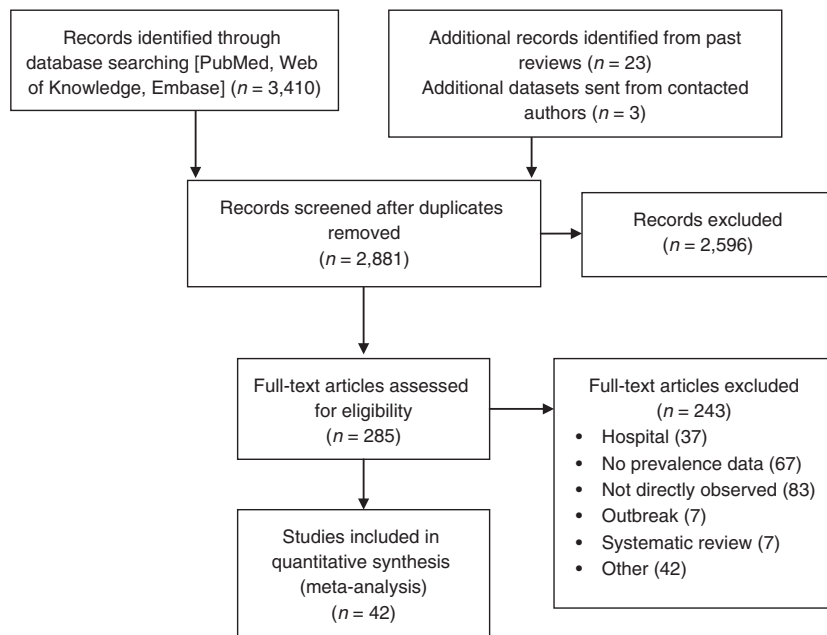 Records identified through
database searching [PubMed, Web
of Knowledge, Embase] (n = 3,410)
Additional records identified from past
reviews (n = 23)
Additional datasets sent from contacted
authors (n = 3)
Records screened after duplicates
removed
(n = 2,881)
Records excluded
(n = 2,596)
Full-text articles assessed
for eligibility
(n = 285)
Full-text articles excluded
(n = 243)
• Hospital (37)
• No prevalence data (67)
• Not directly observed (83)
• Outbreak (7)
• Systematic review (7)
• Other (42)
Studies included in
quantitative synthesis
(meta-analysis)
(n = 42)